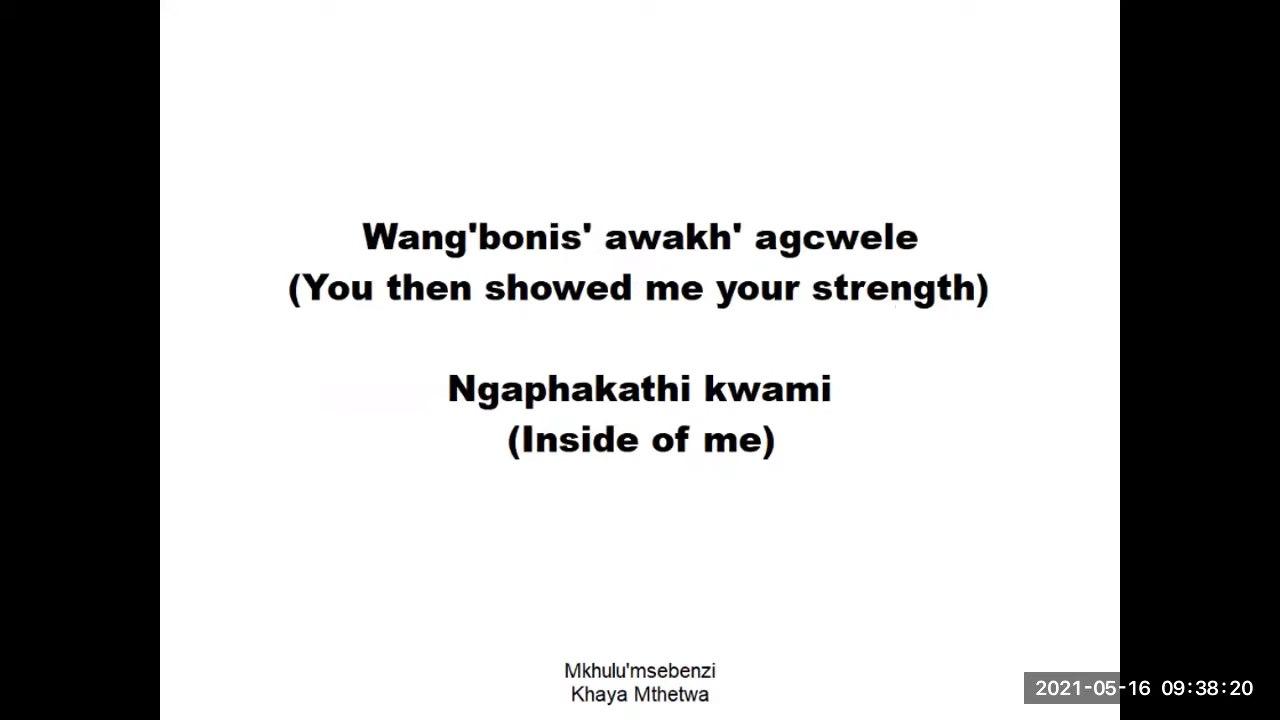 Wang'bonis' awakh' agcwele
(You then showed me your strength)
Ngaphakathi kwami
(Inside of me)
Mkhulu'msebenzi
Khaya Mthetwa
2021-05-16 09:38:20